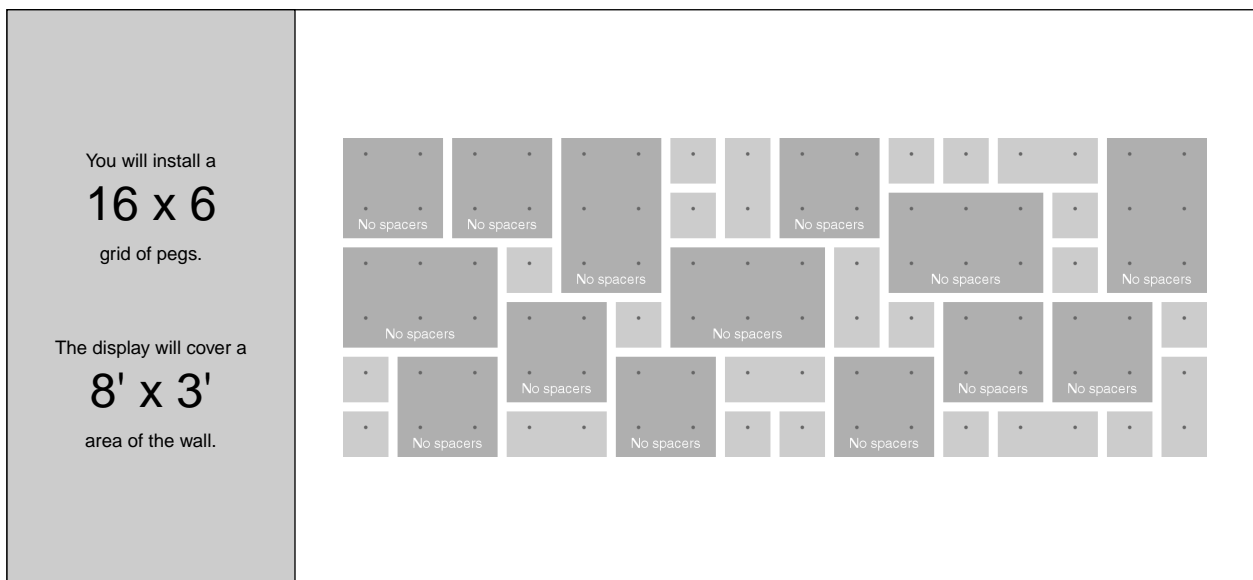 You will install a
16 x 6
grid of pegs.
The display will cover a
8' x 3'
area of the wall.
No spacers
No spacers
No spacers
No spacers
No spacers
No spacers
No spacers
No spacers
No spacers
No spacers
No spacers
No spacers
No spacers
No spacers